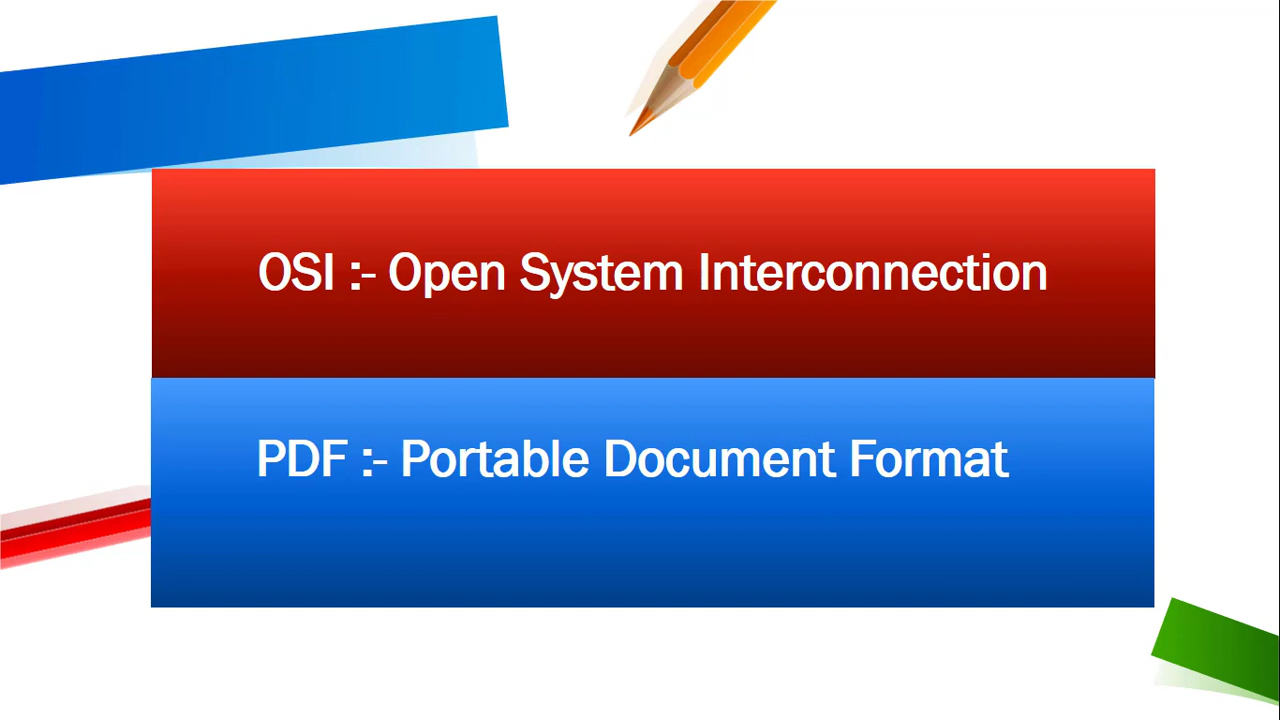 OSI :- Open System Interconnection
PDF :- Portable Document Format